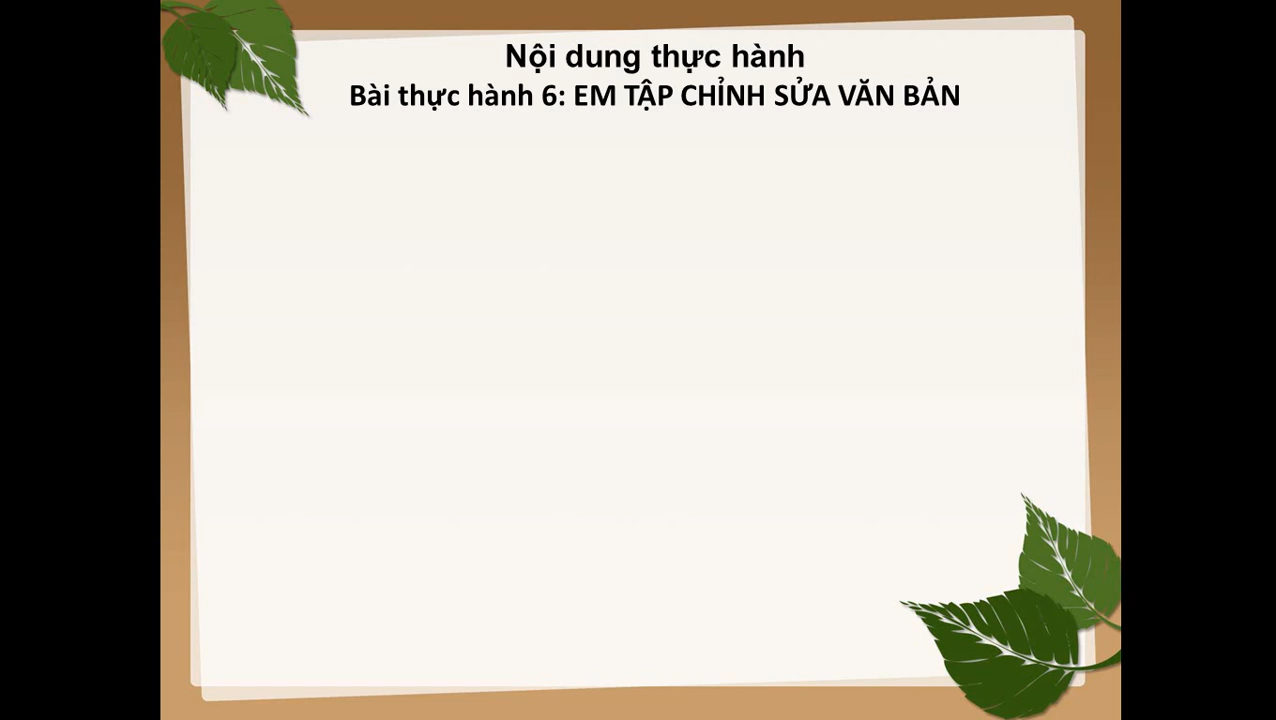 Nội dung thực hành
Bài thực hành 6: EM TẬP CHỈNH SỬA VĂN BẢN